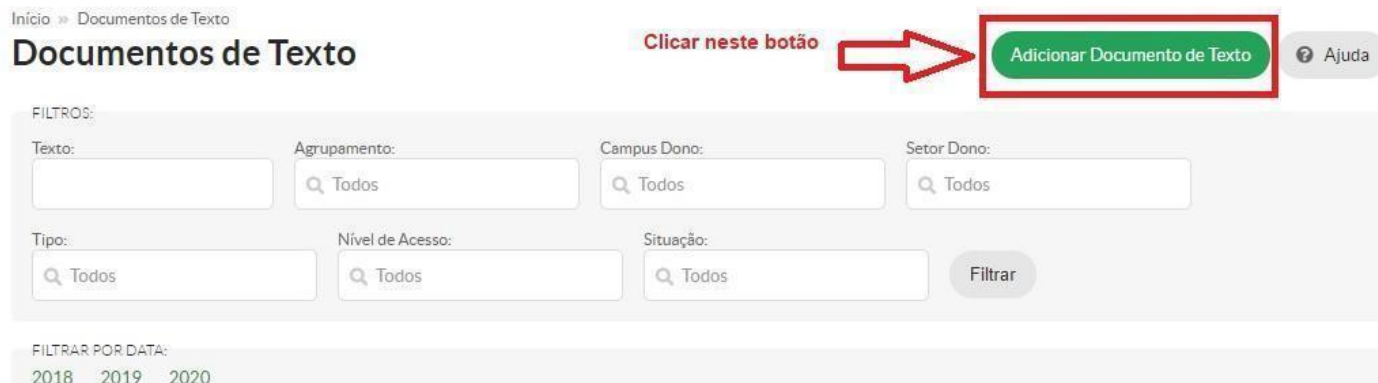 Início » Documentos de Texto
Documentos de Texto
Clicar neste botão
Adicionar Documento de Texto
Ajuda
FILTROS:
Texto: Agrupamento: Campus Dono: Setor Dono:
Todos Todos Todos
Tipo: Nível de Acesso: Situação:
Todos Todos Todos Filtrar
FILTRAR POR DATA:
2018 2019 2020